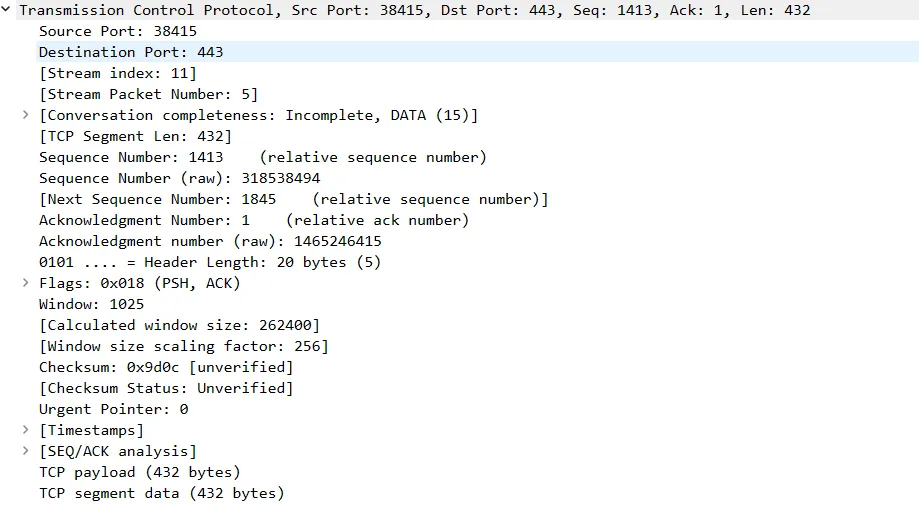 Transmission Control Protocol, Src Port: 38415, Dst Port: 443, Seq: 1413, Ack: 1, Len: 432
Source Port: 38415
Destination Port: 443
[Stream index: 11]
[Stream Packet Number: 5]
[Conversation completeness: Incomplete, DATA (15)]
[TCP Segment Len: 432]
Sequence Number: 1413    (relative sequence number)
Sequence Number (raw): 318538494
[Next Sequence Number: 1845    (relative sequence number)]
Acknowledgment Number: 1    (relative ack number)
Acknowledgment number (raw): 1465246415
0101 .... = Header Length: 20 bytes (5)
Flags: 0x018 (PSH, ACK)
Window: 1025
[Calculated window size: 262400]
[Window size scaling factor: 256]
Checksum: 0x9d0c [unverified]
[Checksum Status: Unverified]
Urgent Pointer: 0
[Timestamps]
[SEQ/ACK analysis]
TCP payload (432 bytes)
TCP segment data (432 bytes)